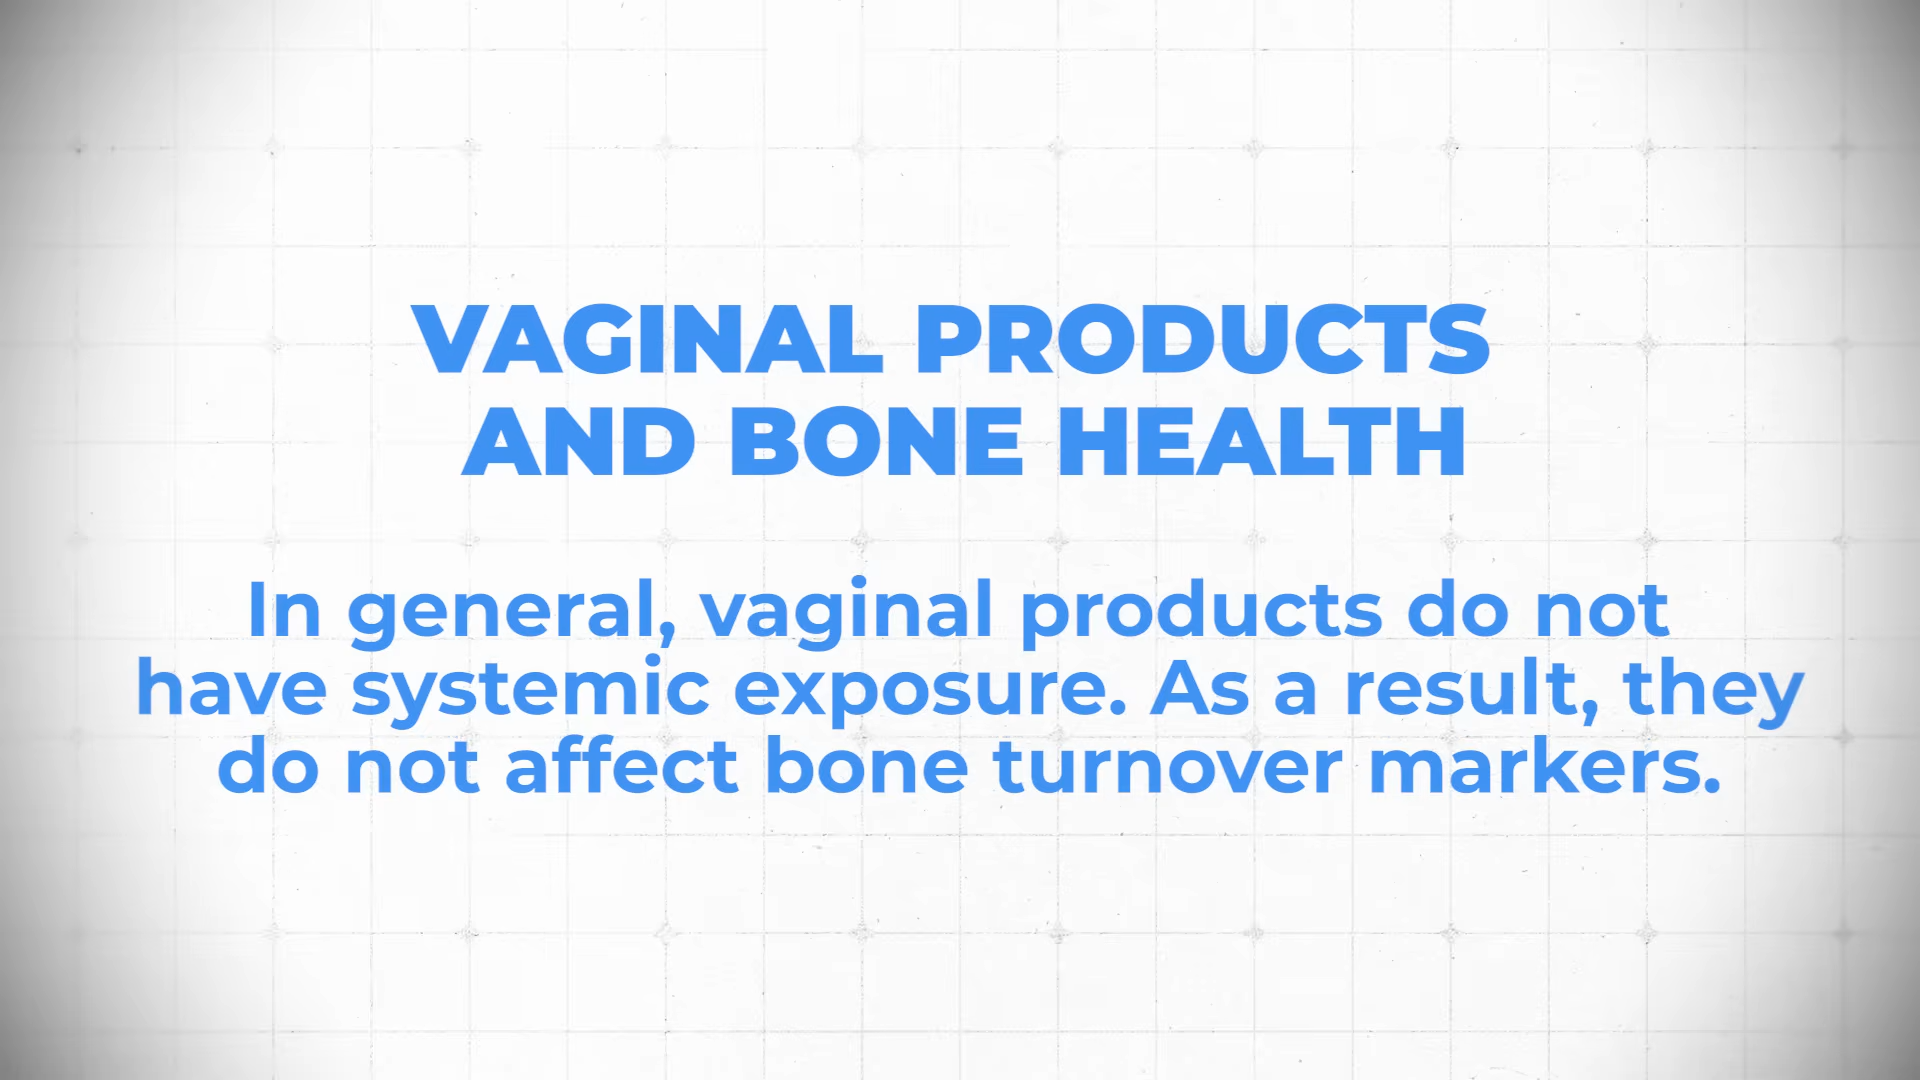 VAGINAL PRODUCTS
AND BONE HEALTH
In general, vaginal products do not
have systemic exposure. As a result, they
do not affect bone turnover markers.